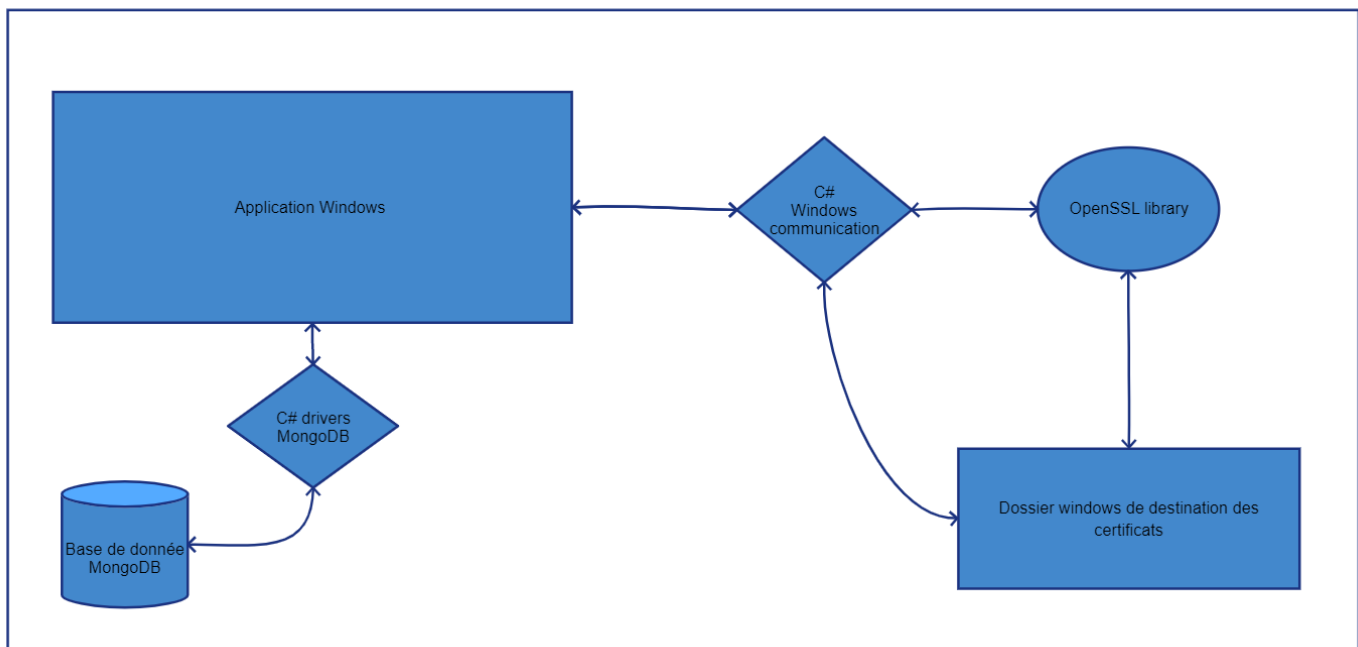 Application Windows
C#
Windows
communication
OpenSSL library
C# drivers
MongoDB
Base de donnée
MongoDB
Dossier windows de destination des
certificats